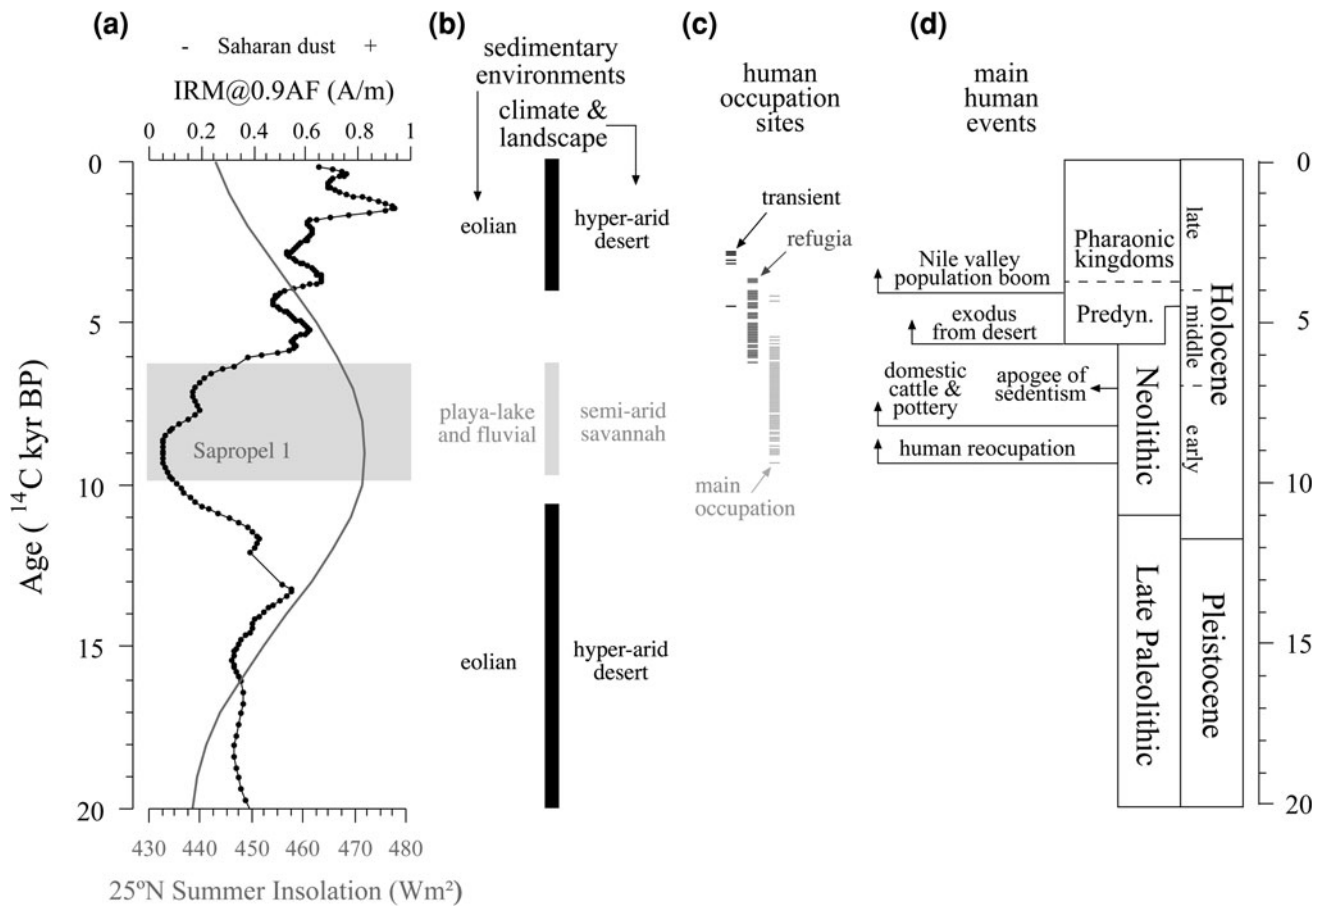 (a)
- Saharan dust +
IRM@0.9AF (A/m)
0 0.2 0.4 0.6 0.8 1
0
5
10
15
20
Age ( ¹⁴C kyr BP)
Sapropel 1
430 440 450 460 470 480
25ºN Summer Insolation (Wm²)
(b)
sedimentary
environments
climate &
landscape
eolian
hyper-arid
desert
playa-lake
and fluvial
semi-arid
savannah
eolian
hyper-arid
desert
(c)
human
occupation
sites
transient
refugia
main
occupation
(d)
main
human
events
Nile valley
population boom
exodus
from desert
domestic
cattle &
pottery
apogee of
sedentism
human reocupation
Pharaonic
kingdoms
Predyn.
Neolithic
Late Paleolithic
late
middle
early
Holocene
Pleistocene
0
5
10
15
20